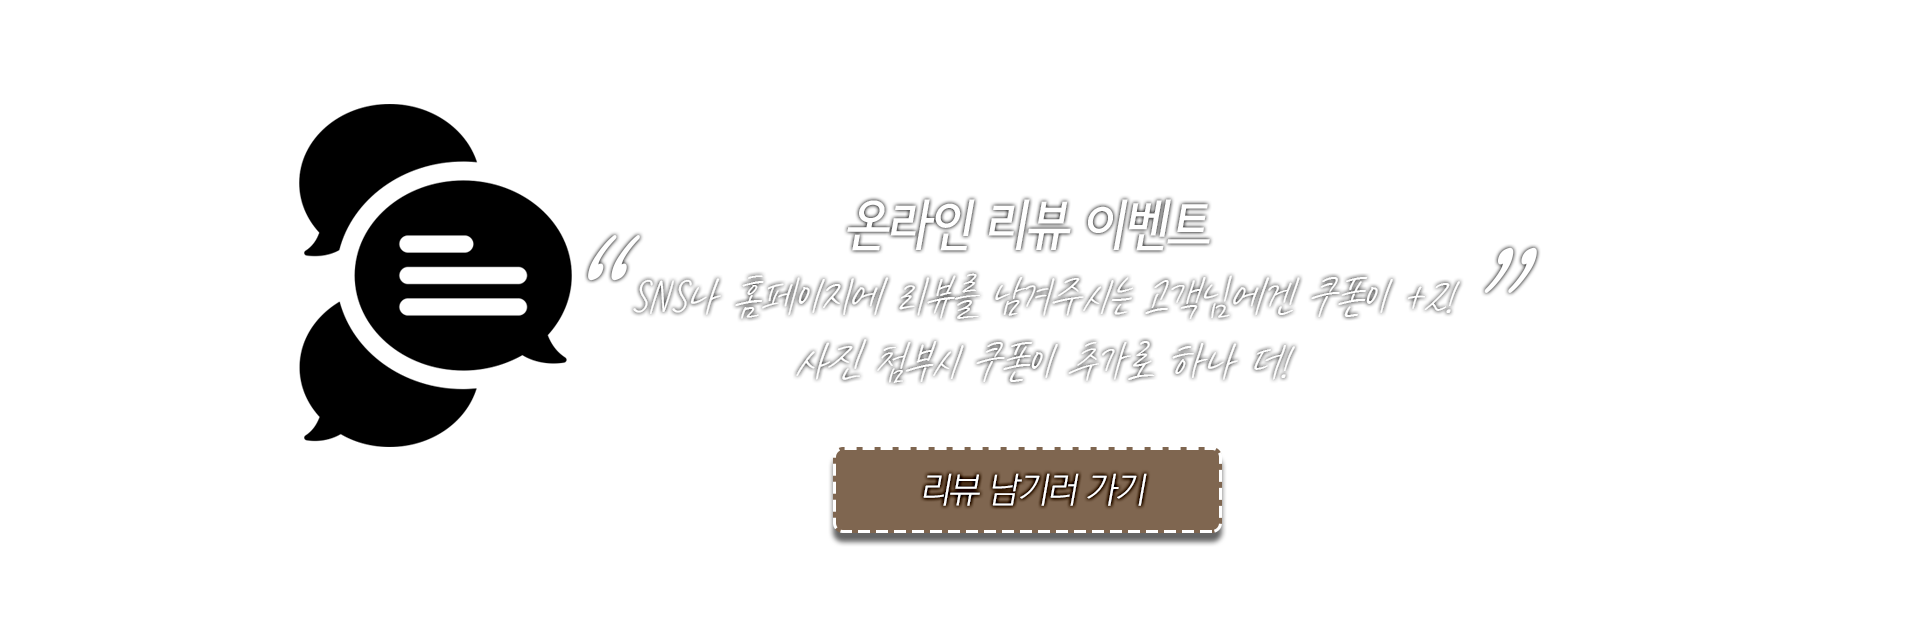 온라인 리뷰 이벤트
“SNS나 홈페이지에 리뷰를 남겨주시는 고객님에겐 쿠폰이 +2!”
사진 첨부시 쿠폰이 추가로 하나 더!
리뷰 남기러 가기